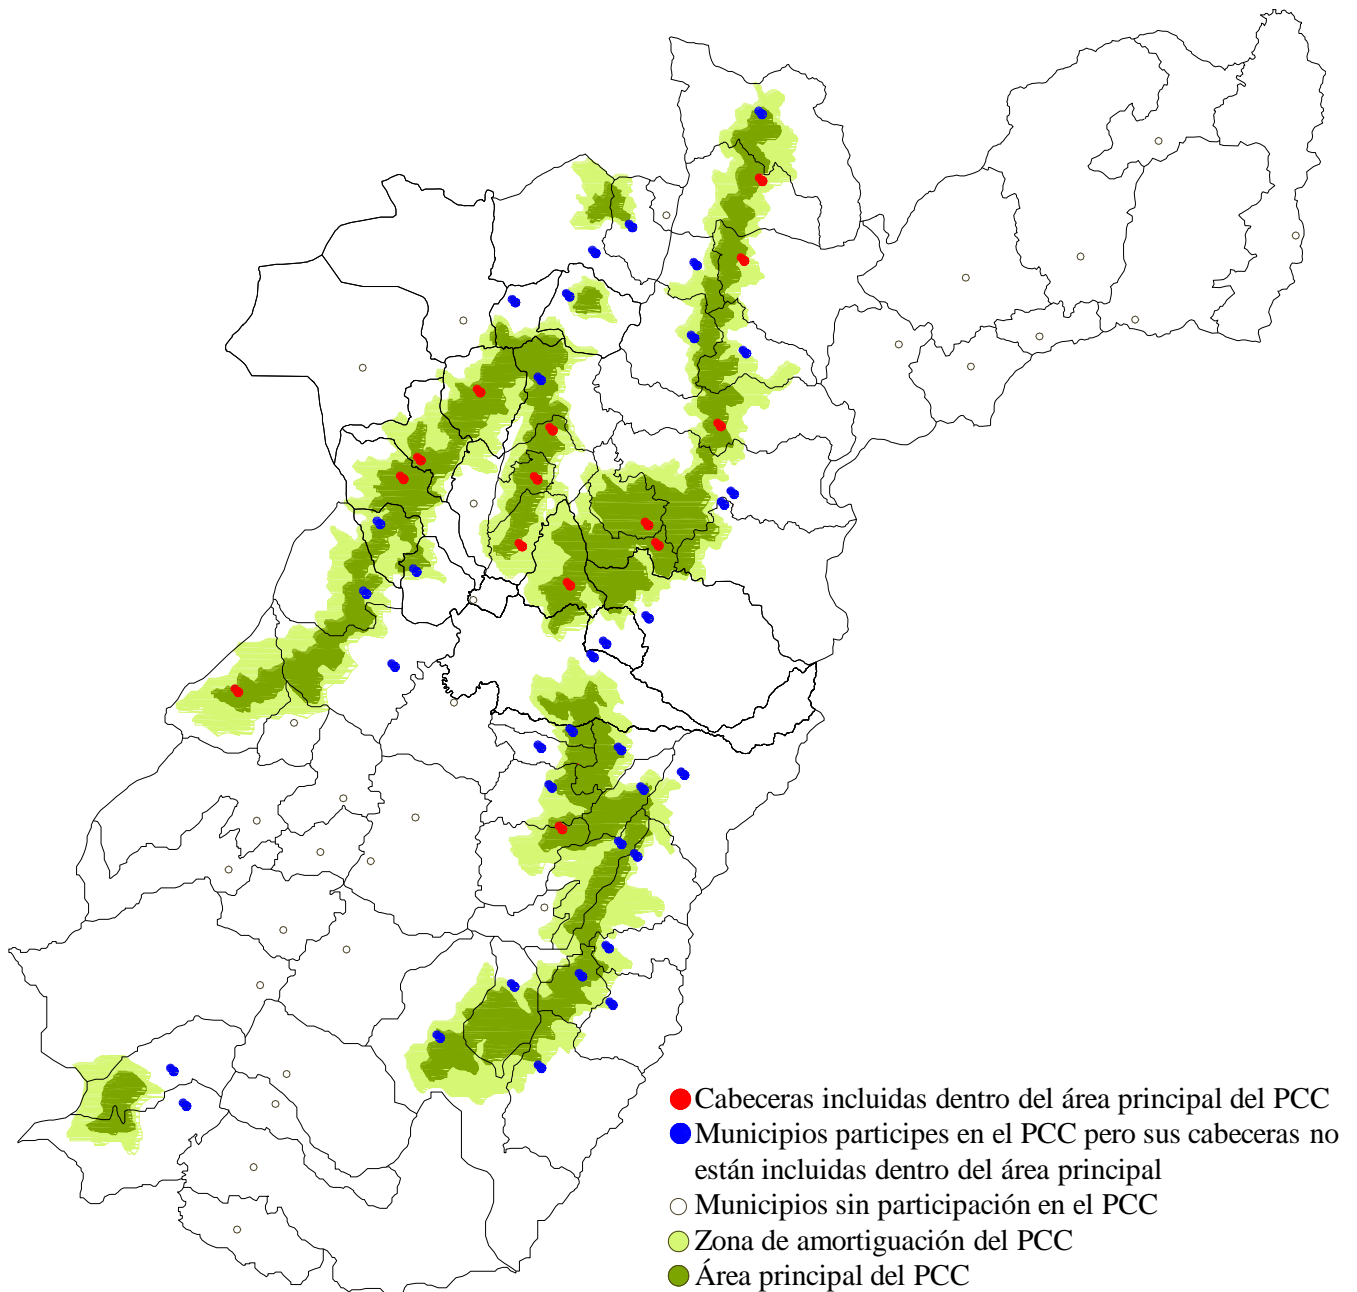 Cabeceras incluidas dentro del área principal del PCC
Municipios participes en el PCC pero sus cabeceras no
están incluidas dentro del área principal
Municipios sin participación en el PCC
Zona de amortiguación del PCC
Área principal del PCC